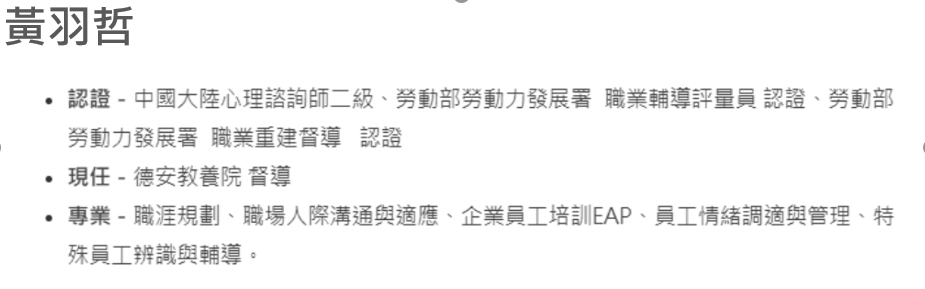 黃羽哲
• 認證 - 中國大陸心理諮詢師二級、勞動部勞動力發展署 職業輔導評量員 認證、勞動部
勞動力發展署 職業重建督導 認證
• 現任 - 德安教養院 督導
• 專業 - 職涯規劃、職場人際溝通與適應、企業員工培訓EAP、員工情緒調適與管理、特
殊員工辨識與輔導。